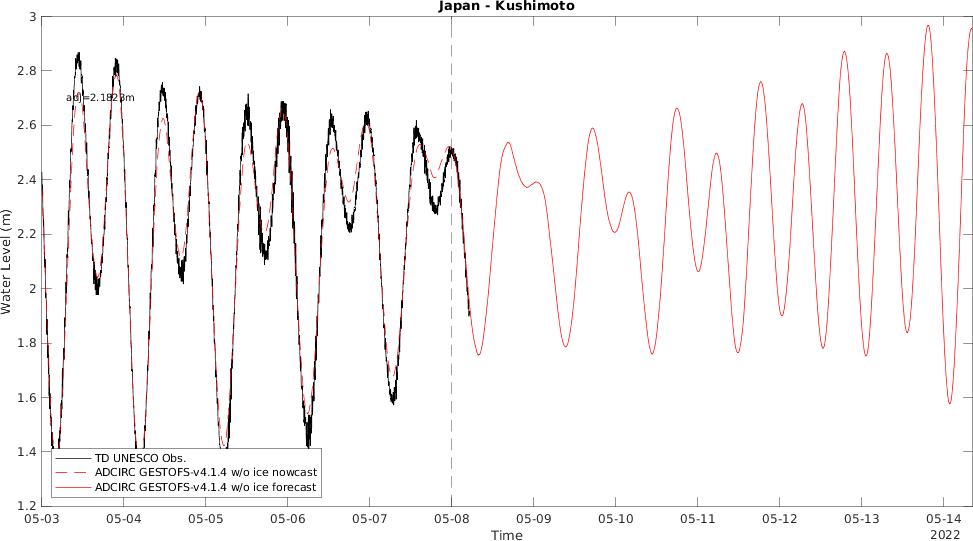 Japan - Kushimoto
3
2.8
2.6
2.4
2.2
2
1.8
1.6
1.4
1.2
Water Level (m)
adj=2.1823m
TD UNESCO Obs.
ADCIRC GESTOFS-v4.1.4 w/o ice nowcast
ADCIRC GESTOFS-v4.1.4 w/o ice forecast
05-03 05-04 05-05 05-06 05-07 05-08 05-09 05-10 05-11 05-12 05-13 05-14
Time
2022